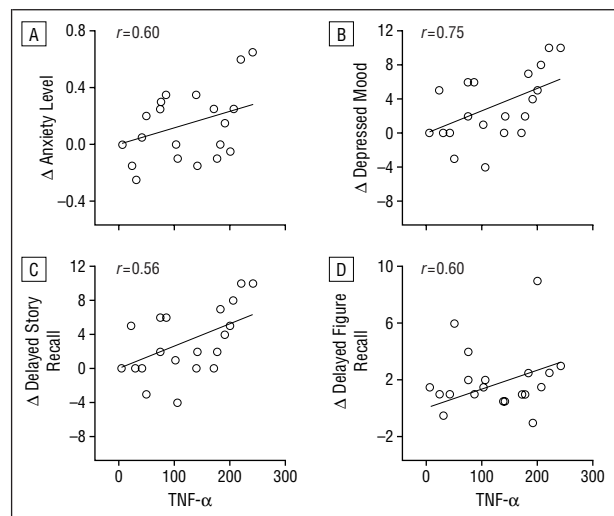 A
r=0.60
0.8
0.4
0.0
−0.4
Δ Anxiety Level
B
r=0.75
12
8
4
0
−4
−8
Δ Depressed Mood
C
r=0.56
12
8
4
0
−4
−8
Δ Delayed Story
Recall
0
100
200
300
TNF-α
D
r=0.60
10
6
2
−2
Δ Delayed Figure
Recall
0
100
200
300
TNF-α